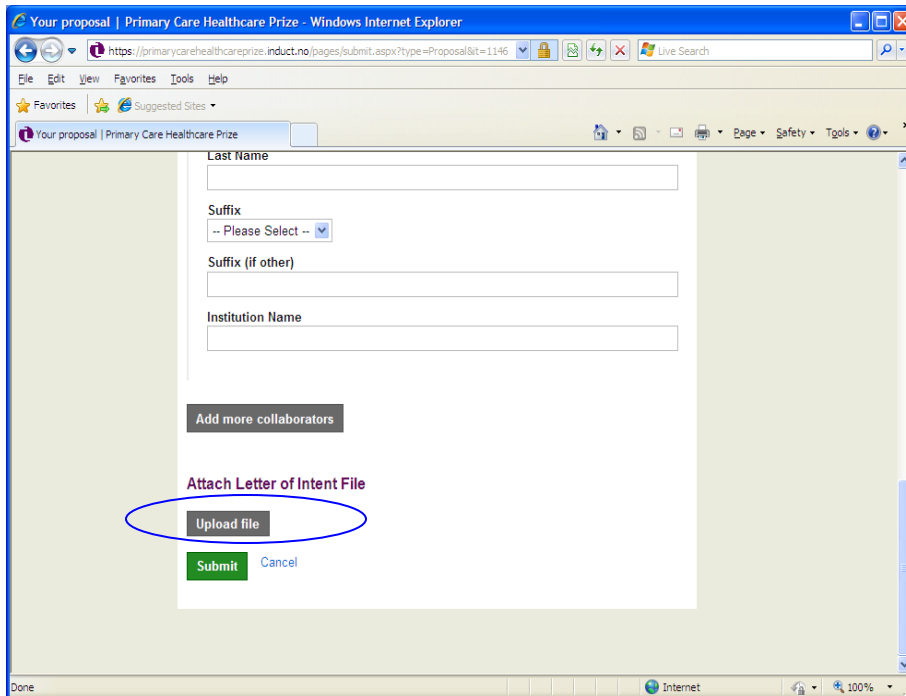 Your proposal | Primary Care Healthcare Prize - Windows Internet Explorer
https://primarycarehealthcareprize.induct.no/pages/submit.aspx?type=Proposal&it=1146
Live Search
File Edit View Favorites Tools Help
Favorites Suggested Sites
Your proposal | Primary Care Healthcare Prize
Page Safety Tools
Last Name
Suffix
-- Please Select --
Suffix (if other)
Institution Name
Add more collaborators
Attach Letter of Intent File
Upload file
Submit Cancel
Done Internet 100%